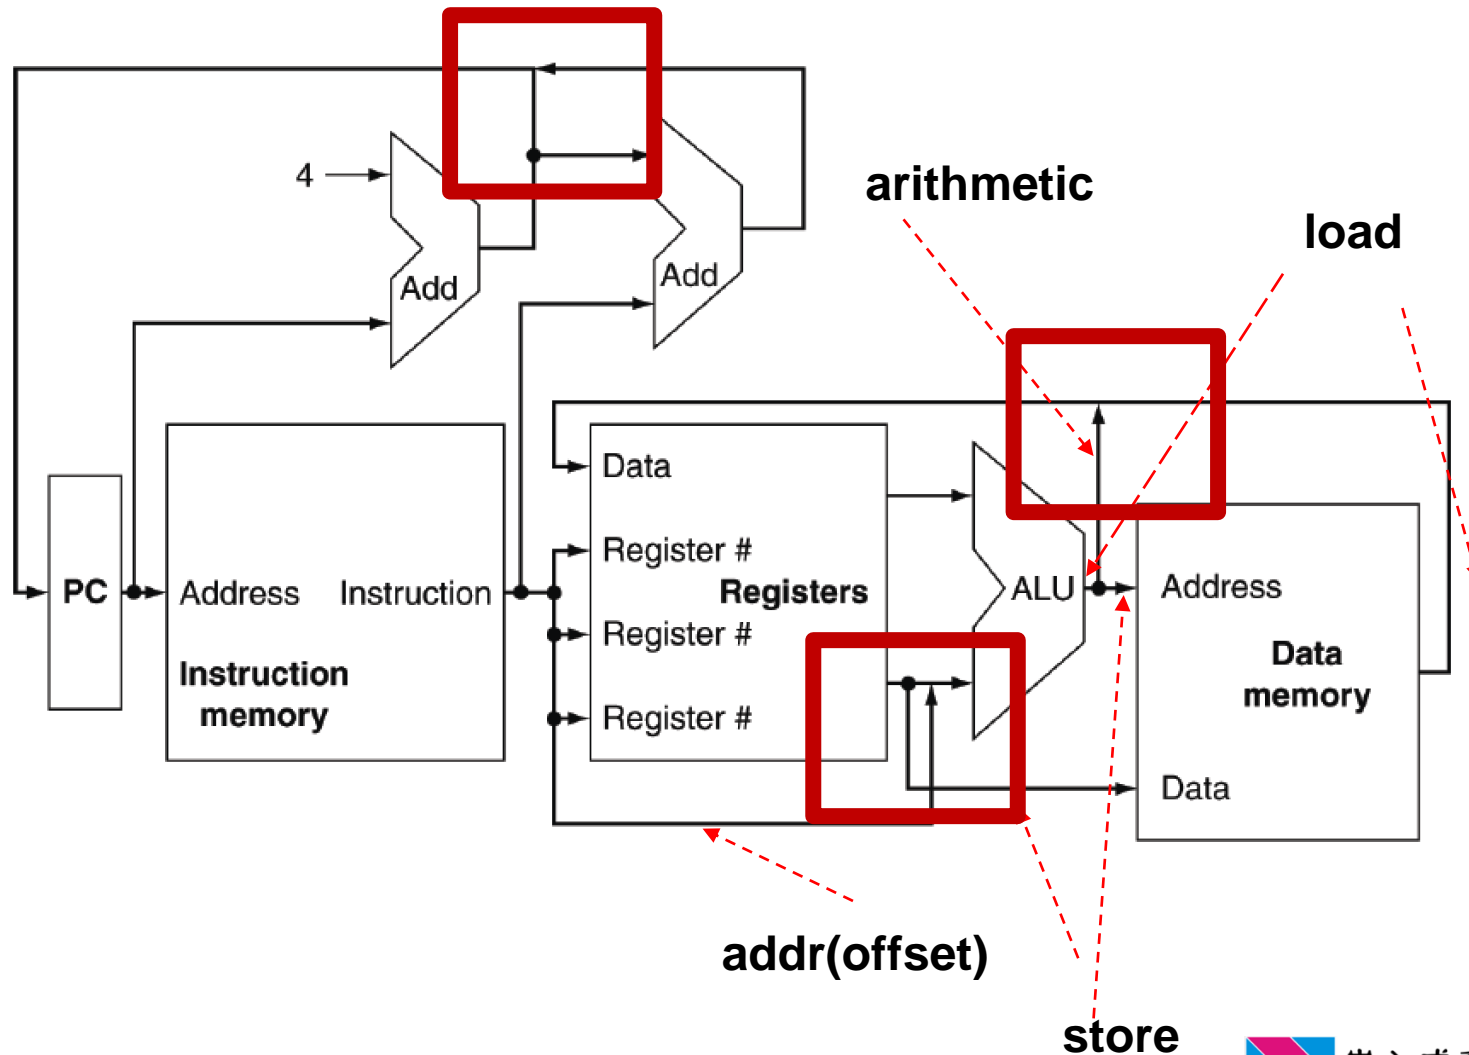 arithmetic
load
4
Add
Add
Data
Register #
Registers
Register #
Register #
PC
Address
Instruction
Instruction
memory
ALU
Address
Data
memory
Data
addr(offset)
store